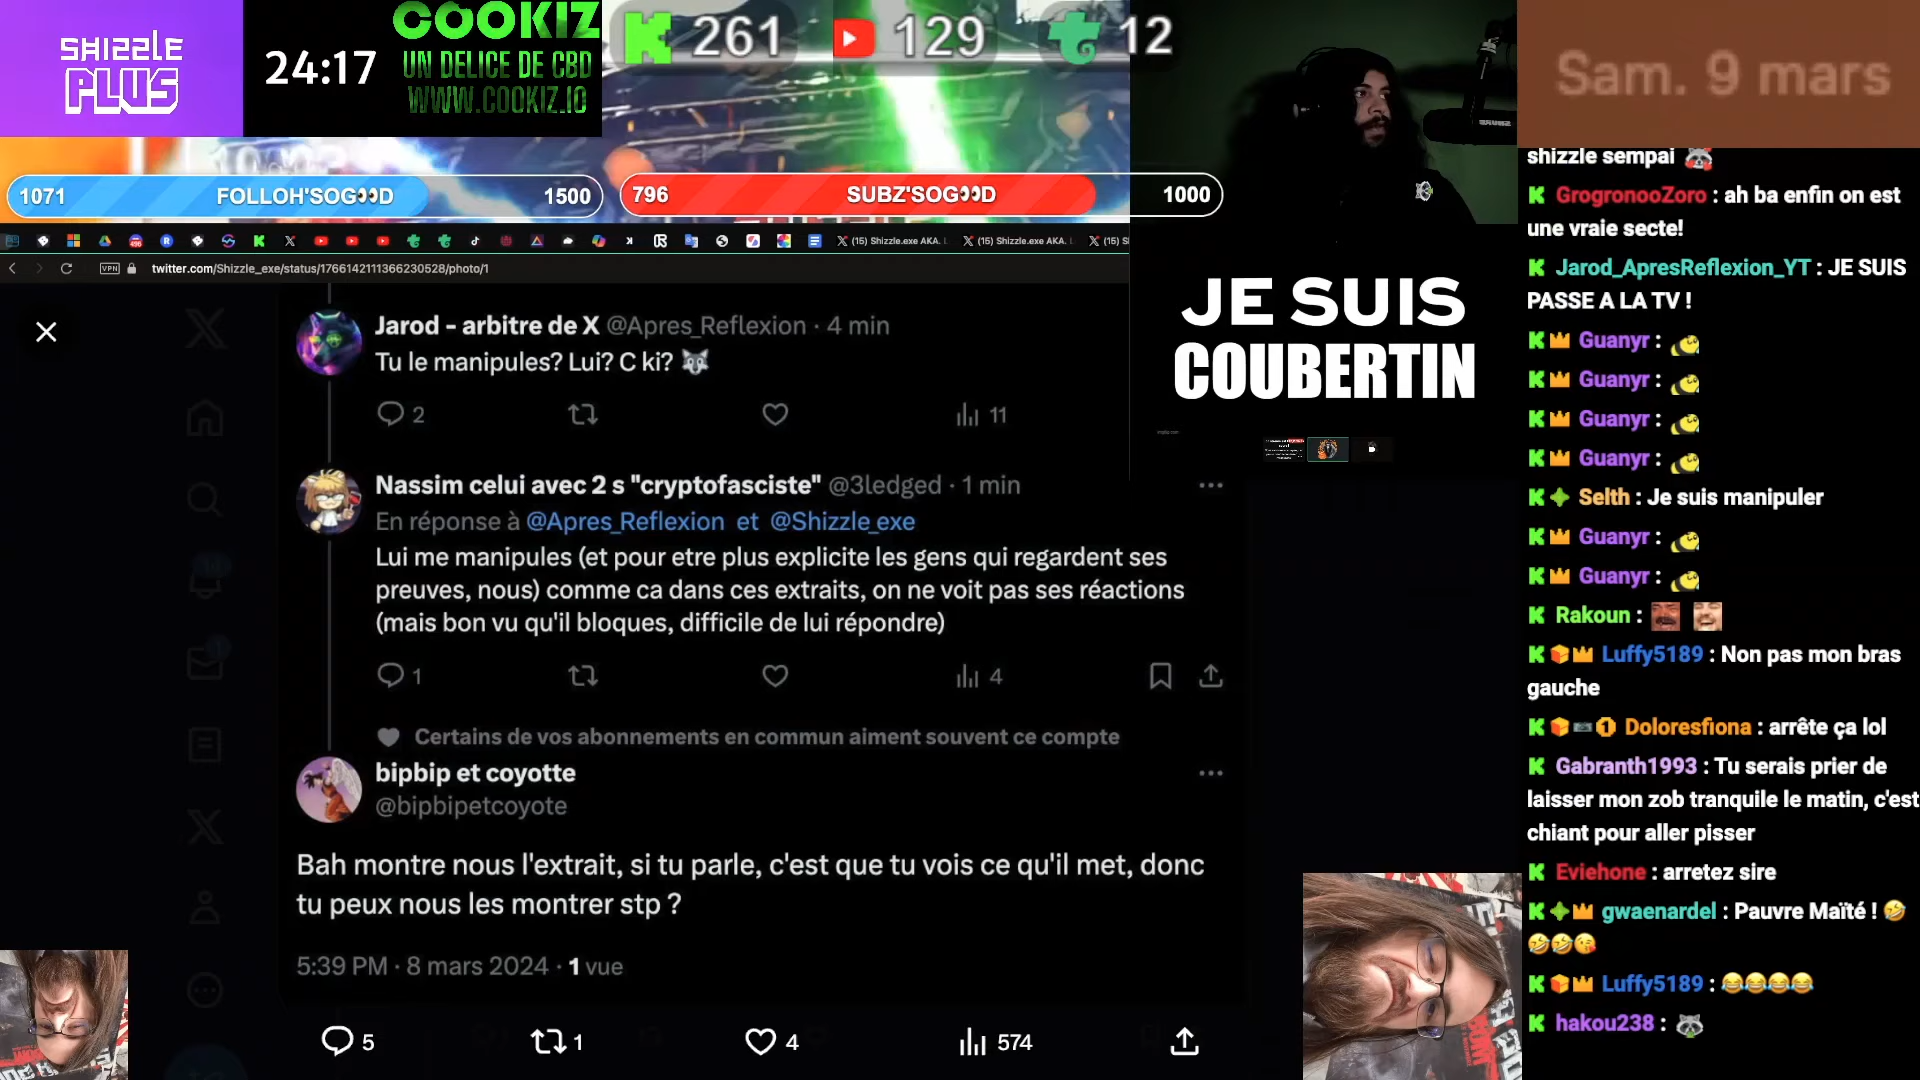 SHIZZLE
PLUS
24:17
COOKIZ
UN DELICE DE CBD
WWW.COOKIZ.IO
261
129
12
Sam. 9 mars
1071 FOLLOH'SOG👀D 1500
796 SUBZ'SOG👀D 1000
(15) Shizzle.exe AKA.
(15) Shizzle.exe AKA.
(15) S
VPN twitter.com/Shizzle_exe/status/1766142111366230528/photo/1
Jarod - arbitre de X @Apres_Reflexion · 4 min
Tu le manipules? Lui? C ki? 🐺
2 11
Nassim celui avec 2 s "cryptofasciste" @3ledged · 1 min
En réponse à @Apres_Reflexion et @Shizzle_exe
Lui me manipules (et pour etre plus explicite les gens qui regardent ses
preuves, nous) comme ca dans ces extraits, on ne voit pas ses réactions
(mais bon vu qu'il bloques, difficile de lui répondre)
1 4
Certains de vos abonnements en commun aiment souvent ce compte
bipbip et coyotte
@bipbipetcoyote
Bah montre nous l'extrait, si tu parle, c'est que tu vois ce qu'il met, donc
tu peux nous les montrer stp ?
5:39 PM · 8 mars 2024 · 1 vue
5 1 4 574
JE SUIS
COUBERTIN
shizzle sempai 🦝
GrogronooZoro : ah ba enfin on est
une vraie secte!
Jarod_ApresReflexion_YT : JE SUIS
PASSE A LA TV !
Guanyr :
Guanyr :
Guanyr :
Guanyr :
Selth : Je suis manipuler
Guanyr :
Guanyr :
Rakoun :
Luffy5189 : Non pas mon bras
gauche
Doloresfiona : arrête ça lol
Gabranth1993 : Tu serais prier de
laisser mon zob tranquile le matin, c'est
chiant pour aller pisser
Eviehone : arretez sire
gwaenardel : Pauvre Maïté ! 🤣
🤣🤣😘
Luffy5189 : 😂😂😂😂
hakou238 : 🦝